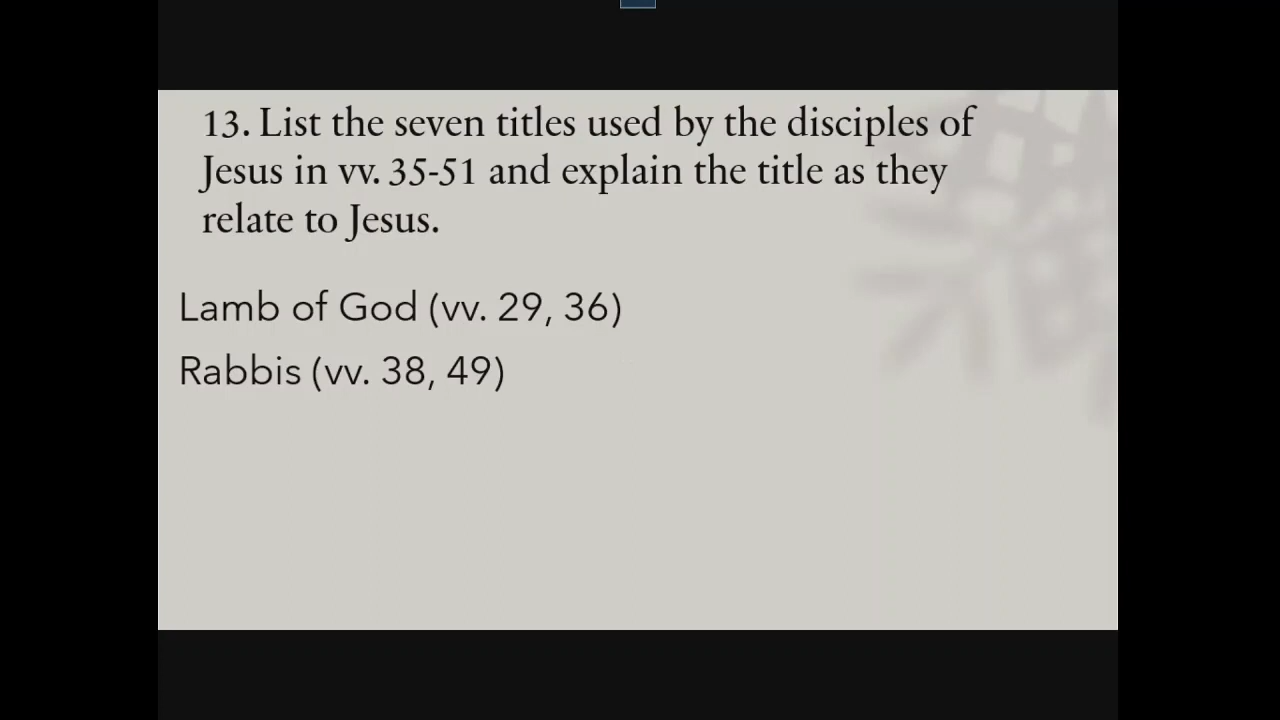 13. List the seven titles used by the disciples of
Jesus in vv. 35-51 and explain the title as they
relate to Jesus.
Lamb of God (vv. 29, 36)
Rabbis (vv. 38, 49)